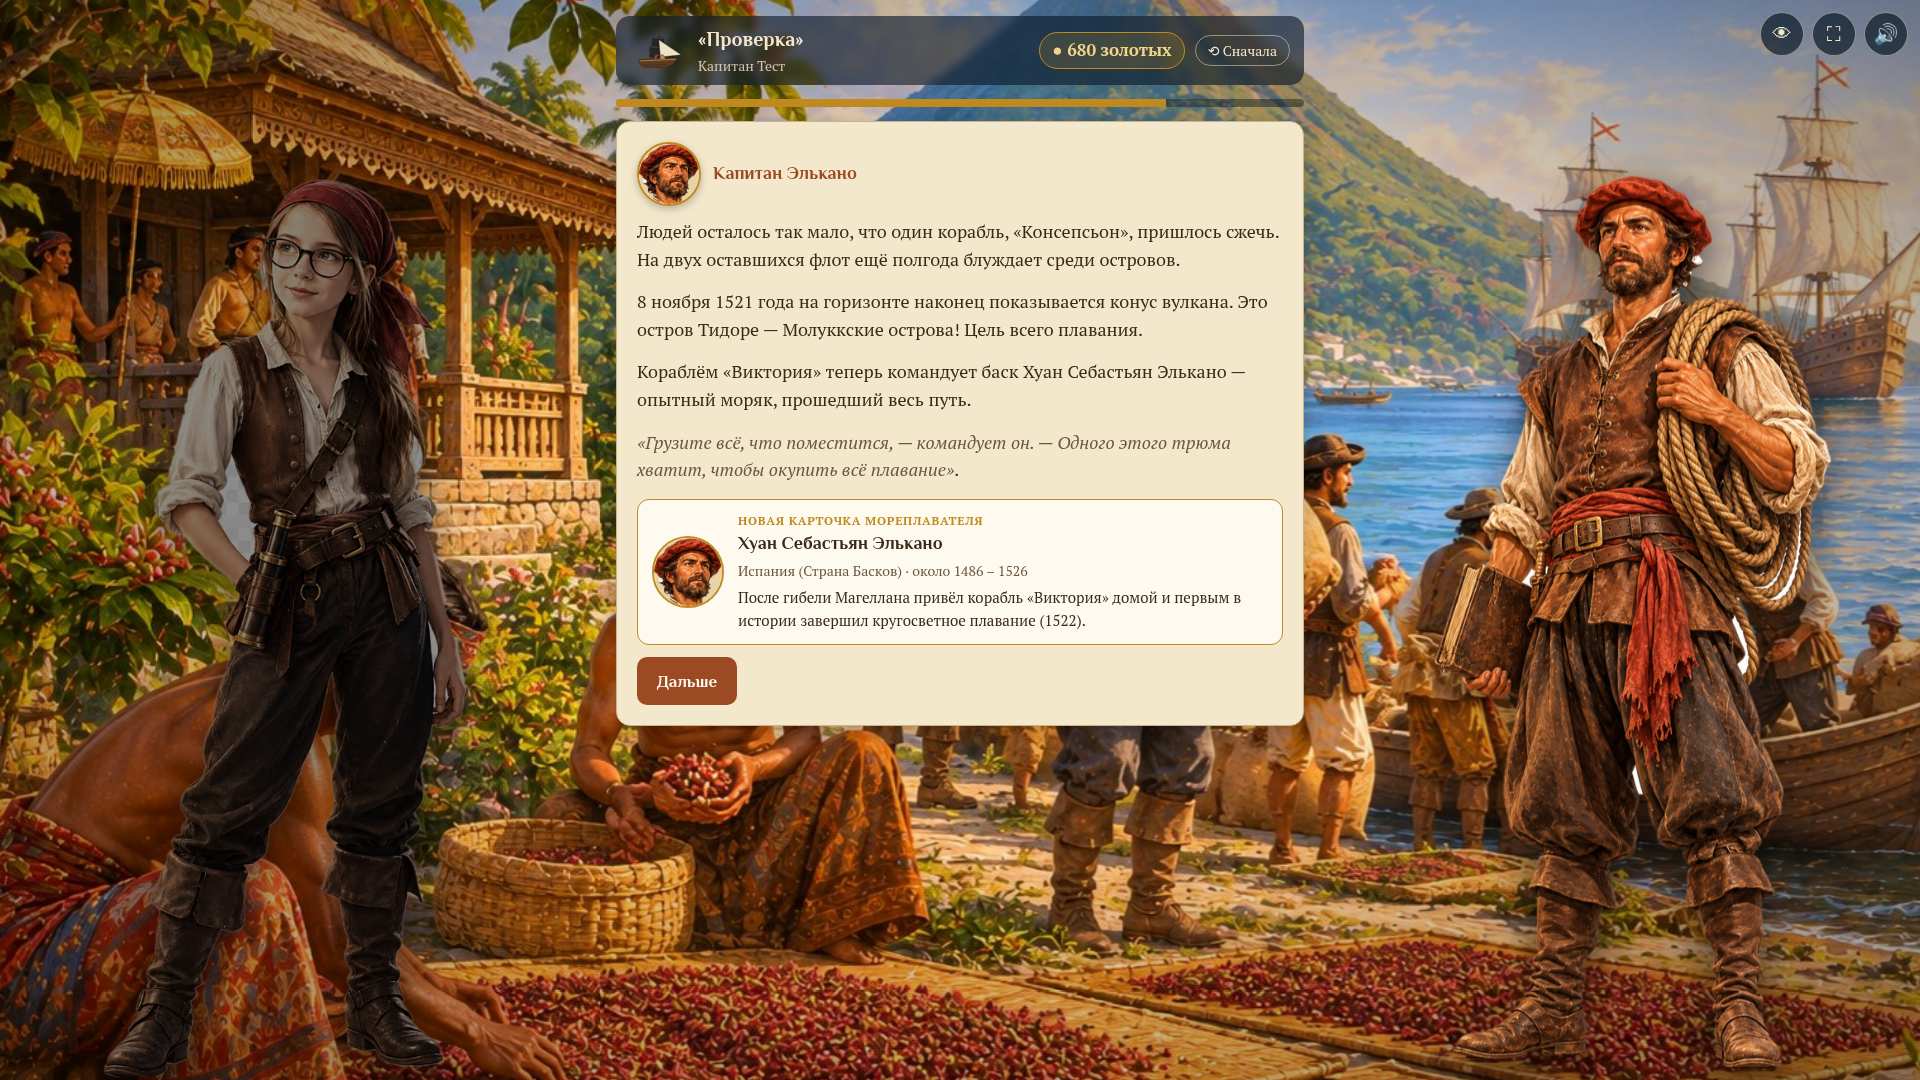 «Проверка»
Капитан Тест
● 680 золотых
⟲ Сначала
Капитан Элькано
Людей осталось так мало, что один корабль, «Консепсьон», пришлось сжечь.
На двух оставшихся флот ещё полгода блуждает среди островов.
8 ноября 1521 года на горизонте наконец показывается конус вулкана. Это
остров Тидоре — Молуккские острова! Цель всего плавания.
Кораблём «Виктория» теперь командует баск Хуан Себастьян Элькано —
опытный моряк, прошедший весь путь.
«Грузите всё, что поместится, — командует он. — Одного этого трюма
хватит, чтобы окупить всё плавание».
НОВАЯ КАРТОЧКА МОРЕПЛАВАТЕЛЯ
Хуан Себастьян Элькано
Испания (Страна Басков) · около 1486 – 1526
После гибели Магеллана привёл корабль «Виктория» домой и первым в
истории завершил кругосветное плавание (1522).
Дальше